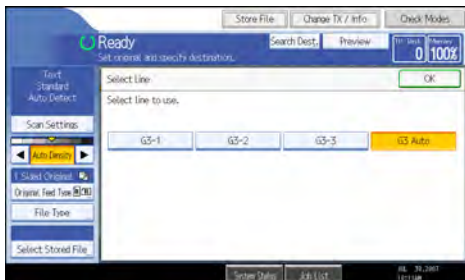 Store File
Change TX / Info
Check Modes
Ready
Search Dest.
Preview
Memory
Set original and specify destination.
0
100%
Text
Standard
Auto Detect
Select Line
OK
Select line to use.
Scan Settings
G3-1
G3-2
G3-3
G3 Auto
Auto Density
1 Sided Original
Original Feed Type
File Type
Select Stored File
System Status
Job List